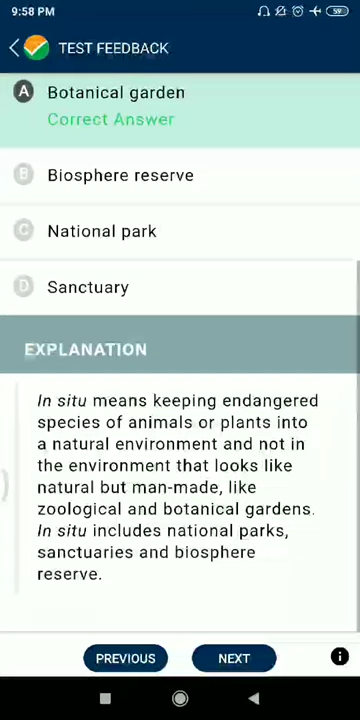 9:58 PM
59
TEST FEEDBACK
A Botanical garden
Correct Answer
B Biosphere reserve
C National park
D Sanctuary
EXPLANATION
In situ means keeping endangered
species of animals or plants into
a natural environment and not in
the environment that looks like
natural but man-made, like
zoological and botanical gardens.
In situ includes national parks,
sanctuaries and biosphere
reserve.
PREVIOUS
NEXT